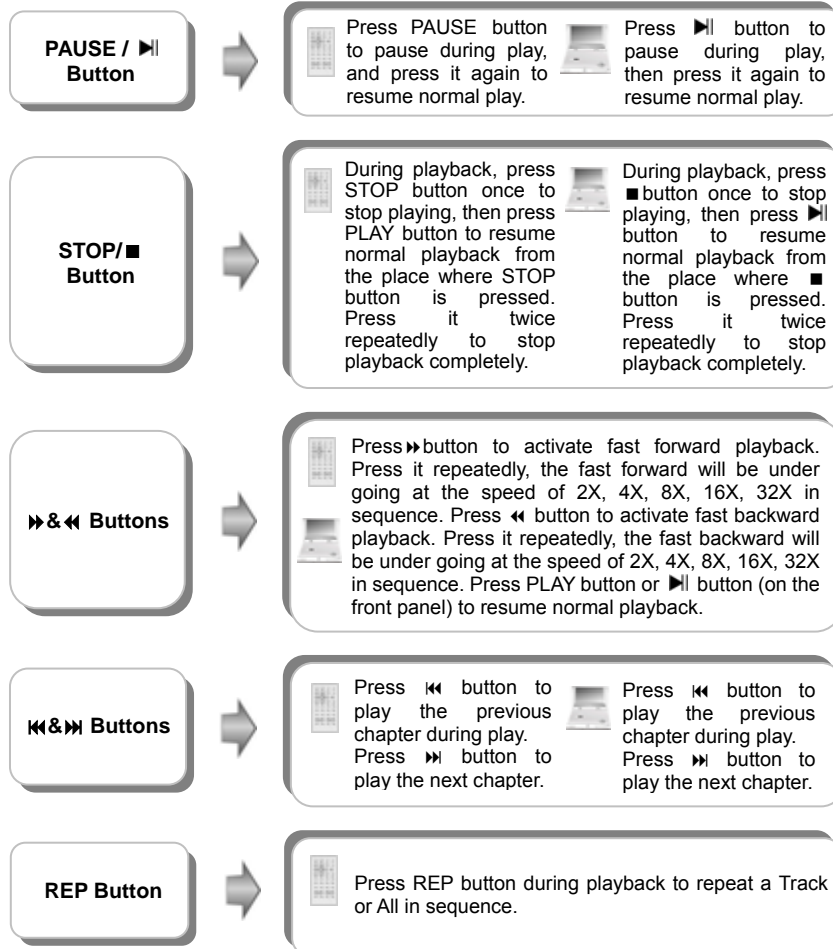 PAUSE / ▶||
Button
Press PAUSE button
to pause during play,
and press it again to
resume normal play.
Press ▶|| button to
pause during play,
then press it again to
resume normal play.
STOP/■
Button
During playback, press
STOP button once to
stop playing, then press
PLAY button to resume
normal playback from
the place where STOP
button is pressed.
Press it twice
repeatedly to stop
playback completely.
During playback, press
■button once to stop
playing, then press ▶||
button to resume
normal playback from
the place where ■
button is pressed.
Press it twice
repeatedly to stop
playback completely.
⏩&⏪ Buttons
Press⏩button to activate fast forward playback.
Press it repeatedly, the fast forward will be under
going at the speed of 2X, 4X, 8X, 16X, 32X in
sequence. Press ⏪ button to activate fast backward
playback. Press it repeatedly, the fast backward will
be under going at the speed of 2X, 4X, 8X, 16X, 32X
in sequence. Press PLAY button or ▶|| button (on the
front panel) to resume normal playback.
⏮&⏭ Buttons
Press ⏮ button to
play the previous
chapter during play.
Press ⏭ button to
play the next chapter.
Press ⏮ button to
play the previous
chapter during play.
Press ⏭ button to
play the next chapter.
REP Button
Press REP button during playback to repeat a Track
or All in sequence.